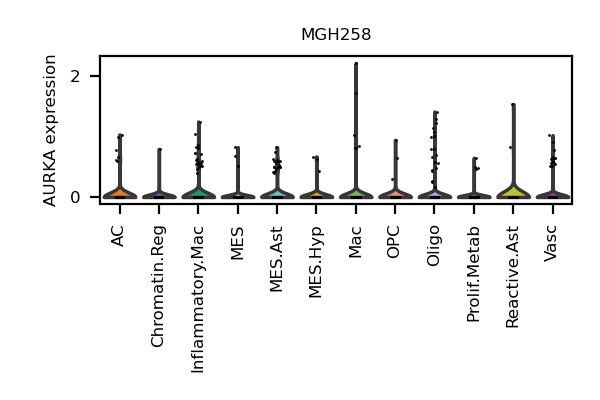 MGH258
AURKA expression
2
0
AC
Chromatin.Reg
Inflammatory.Mac
MES
MES.Ast
MES.Hyp
Mac
OPC
Oligo
Prolif.Metab
Reactive.Ast
Vasc